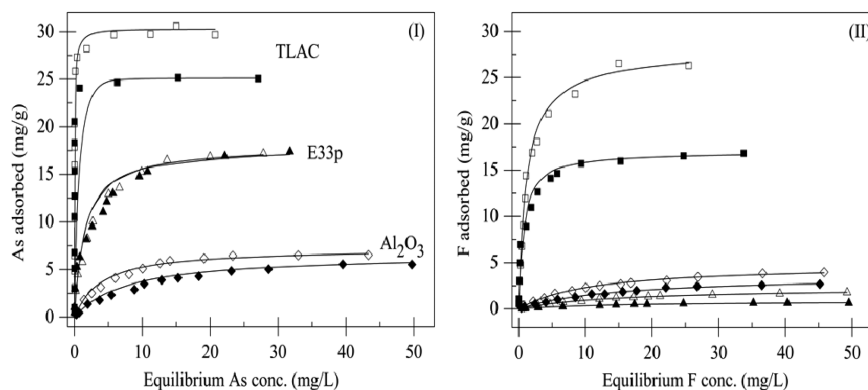 (I)
TLAC
E33p
Al2O3
As adsorbed (mg/g)
35
30
25
20
15
10
5
0
0 10 20 30 40 50
Equilibrium As conc. (mg/L)
(II)
F adsorbed (mg/g)
30
25
20
15
10
5
0
0 10 20 30 40 50
Equilibrium F conc. (mg/L)